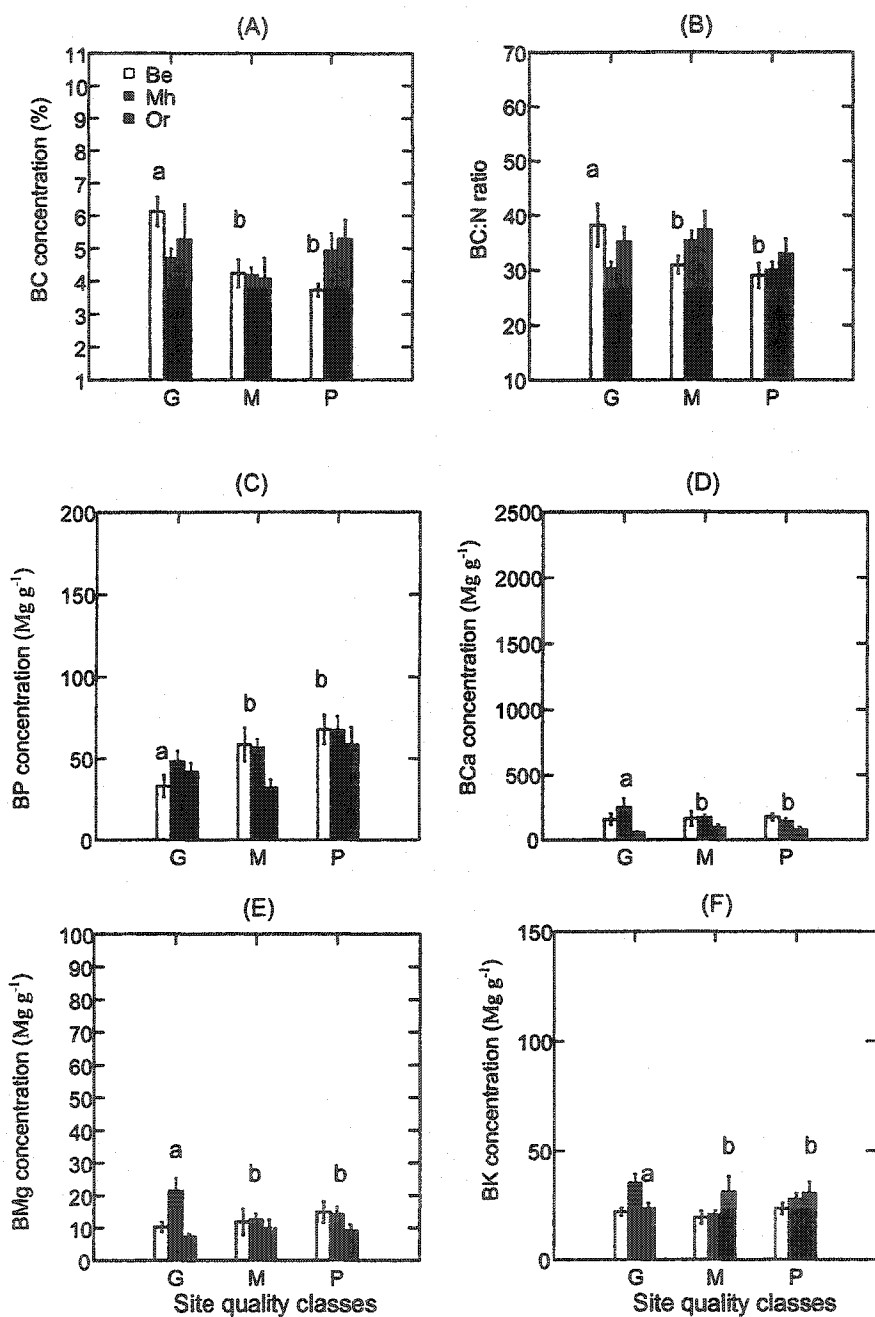 (A)
BC concentration (%)
11
10
9
8
7
6
5
4
3
2
1
Be
Mh
Or
a
b
b
G M P
(B)
BC:N ratio
70
60
50
40
30
20
10
a
b
b
G M P
(C)
BP concentration (Mg g-1)
200
150
100
50
0
a
b
b
G M P
(D)
BCa concentration (Mg g-1)
2500
2000
1500
1000
500
0
a
b
b
G M P
(E)
BMg concentration (Mg g-1)
100
90
80
70
60
50
40
30
20
10
0
a
b
b
G M P
Site quality classes
(F)
BK concentration (Mg g-1)
150
100
50
0
a
b
b
G M P
Site quality classes